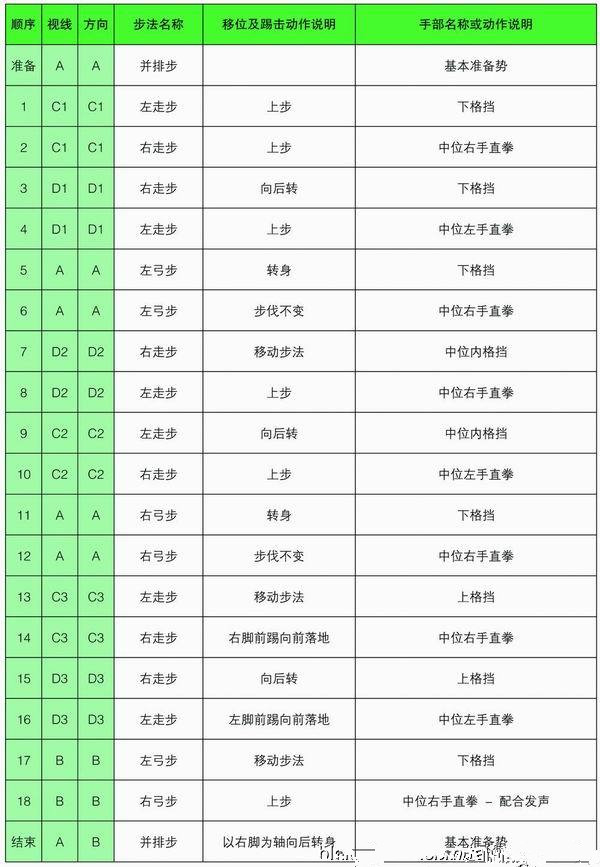 顺序 视线 方向 步法名称 移位及踢击动作说明 手部名称或动作说明
准备 A A 并排步 基本准备势
1 C1 C1 左走步 上步 下格挡
2 C1 C1 右走步 上步 中位右手直拳
3 D1 D1 右走步 向后转 下格挡
4 D1 D1 左走步 上步 中位左手直拳
5 A A 左弓步 转身 下格挡
6 A A 左弓步 步伐不变 中位右手直拳
7 D2 D2 右走步 移动步法 中位内格挡
8 D2 D2 左走步 上步 中位右手直拳
9 C2 C2 左走步 向后转 中位内格挡
10 C2 C2 右走步 上步 中位左手直拳
11 A A 右弓步 转身 下格挡
12 A A 右弓步 步伐不变 中位右手直拳
13 C3 C3 左走步 移动步法 上格挡
14 C3 C3 右走步 右脚前踢向前落地 中位右手直拳
15 D3 D3 右走步 向后转 上格挡
16 D3 D3 左走步 左脚前踢向前落地 中位左手直拳
17 B B 左弓步 移动步法 下格挡
18 B B 右弓步 上步 中位右手直拳 – 配合发声
结束 A B 并排步 以右脚为轴向后转身 基本准备势